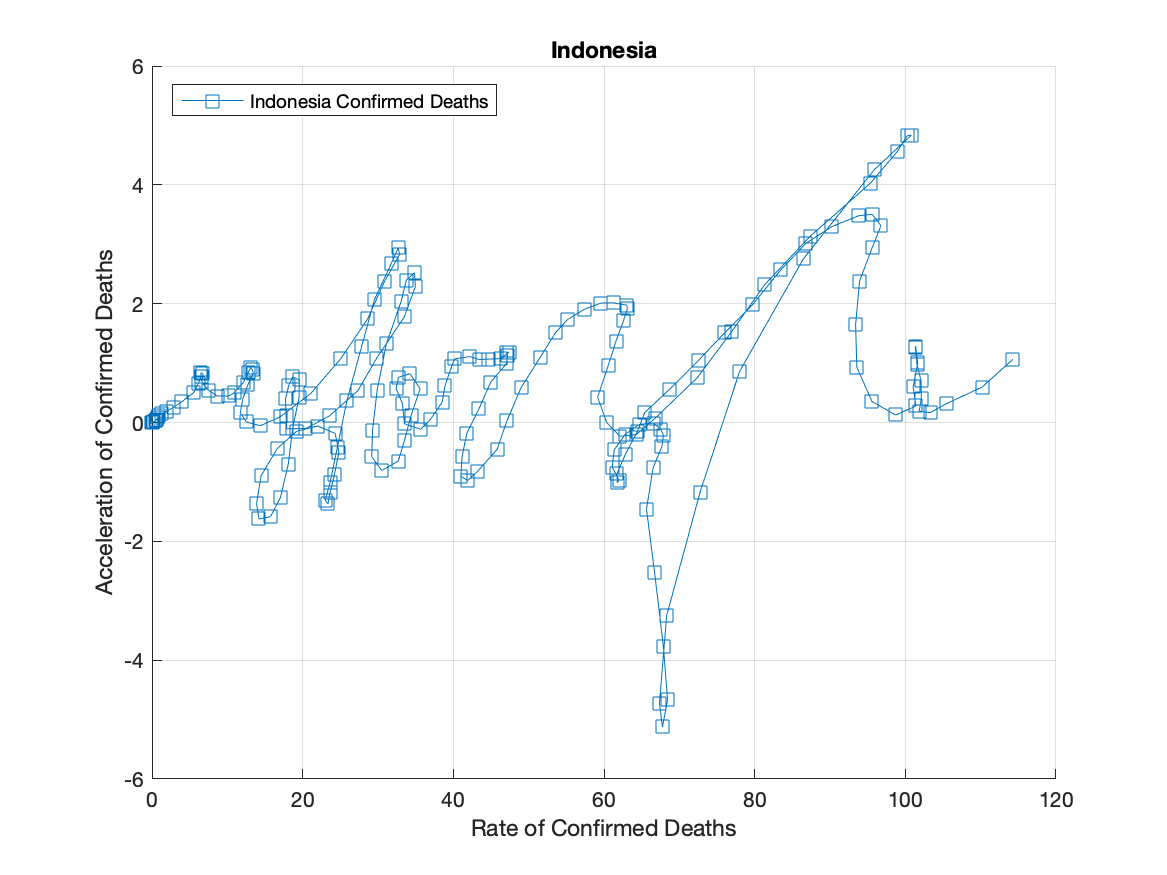 Indonesia
6
Indonesia Confirmed Deaths
4
2
0
-2
-4
-6
Acceleration of Confirmed Deaths
0 20 40 60 80 100 120
Rate of Confirmed Deaths